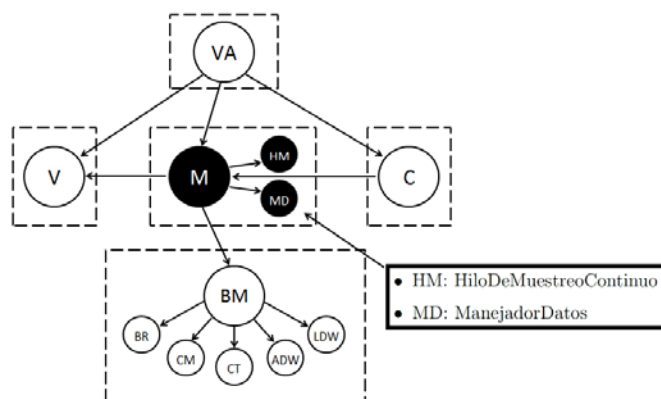 VA
HM
V
M
C
MD
BM
• HM: HiloDeMuestreoContinuo
• MD: ManejadorDatos
BR
LDW
CM
ADW
CT